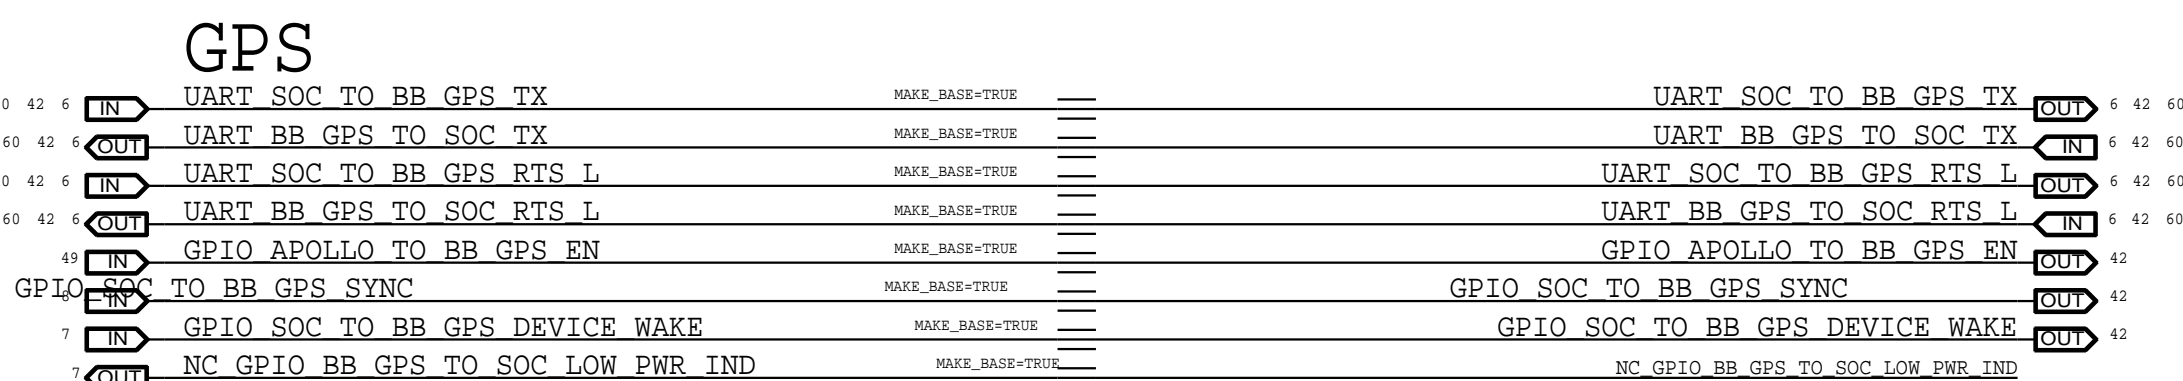 GPS
0 42 6 IN UART_SOC_TO_BB_GPS_TX MAKE_BASE=TRUE UART_SOC_TO_BB_GPS_TX OUT 6 42 60
60 42 6 OUT UART_BB_GPS_TO_SOC_TX MAKE_BASE=TRUE UART_BB_GPS_TO_SOC_TX IN 6 42 60
0 42 6 IN UART_SOC_TO_BB_GPS_RTS_L MAKE_BASE=TRUE UART_SOC_TO_BB_GPS_RTS_L OUT 6 42 60
60 42 6 OUT UART_BB_GPS_TO_SOC_RTS_L MAKE_BASE=TRUE UART_BB_GPS_TO_SOC_RTS_L IN 6 42 60
49 IN GPIO_APOLLO_TO_BB_GPS_EN MAKE_BASE=TRUE GPIO_APOLLO_TO_BB_GPS_EN OUT 42
8 IN GPIO_SOC_TO_BB_GPS_SYNC MAKE_BASE=TRUE GPIO_SOC_TO_BB_GPS_SYNC OUT 42
7 IN GPIO_SOC_TO_BB_GPS_DEVICE_WAKE MAKE_BASE=TRUE GPIO_SOC_TO_BB_GPS_DEVICE_WAKE OUT 42
7 OUT NC_GPIO_BB_GPS_TO_SOC_LOW_PWR_IND MAKE_BASE=TRUE NC_GPIO_BB_GPS_TO_SOC_LOW_PWR_IND